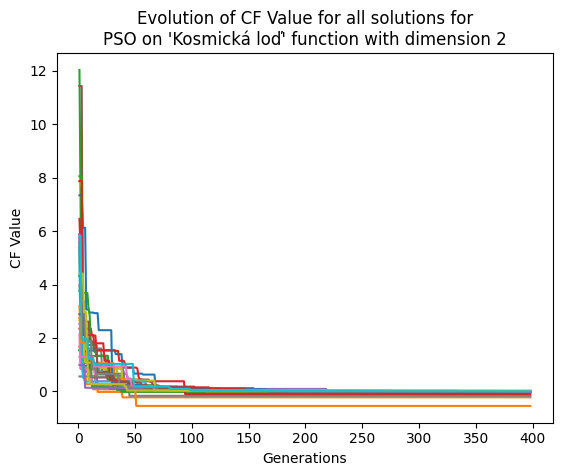 Evolution of CF Value for all solutions for
PSO on 'Kosmická loď' function with dimension 2
12
10
8
6
4
2
0
CF Value
0 50 100 150 200 250 300 350 400
Generations